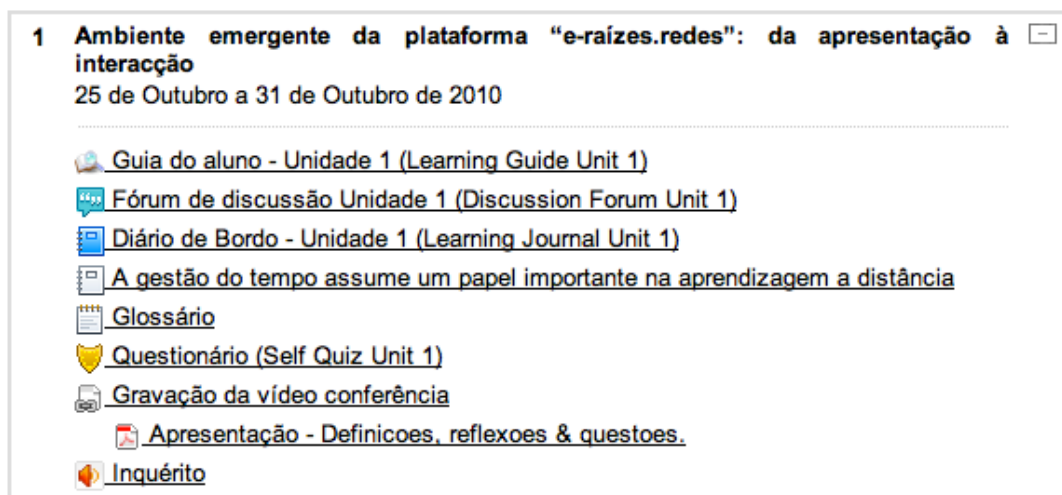 1 Ambiente emergente da plataforma “e-raízes.redes”: da apresentação à
interacção
25 de Outubro a 31 de Outubro de 2010
Guia do aluno - Unidade 1 (Learning Guide Unit 1)
Fórum de discussão Unidade 1 (Discussion Forum Unit 1)
Diário de Bordo - Unidade 1 (Learning Journal Unit 1)
A gestão do tempo assume um papel importante na aprendizagem a distância
Glossário
Questionário (Self Quiz Unit 1)
Gravação da vídeo conferência
Apresentação - Definicoes, reflexoes & questoes.
Inquérito